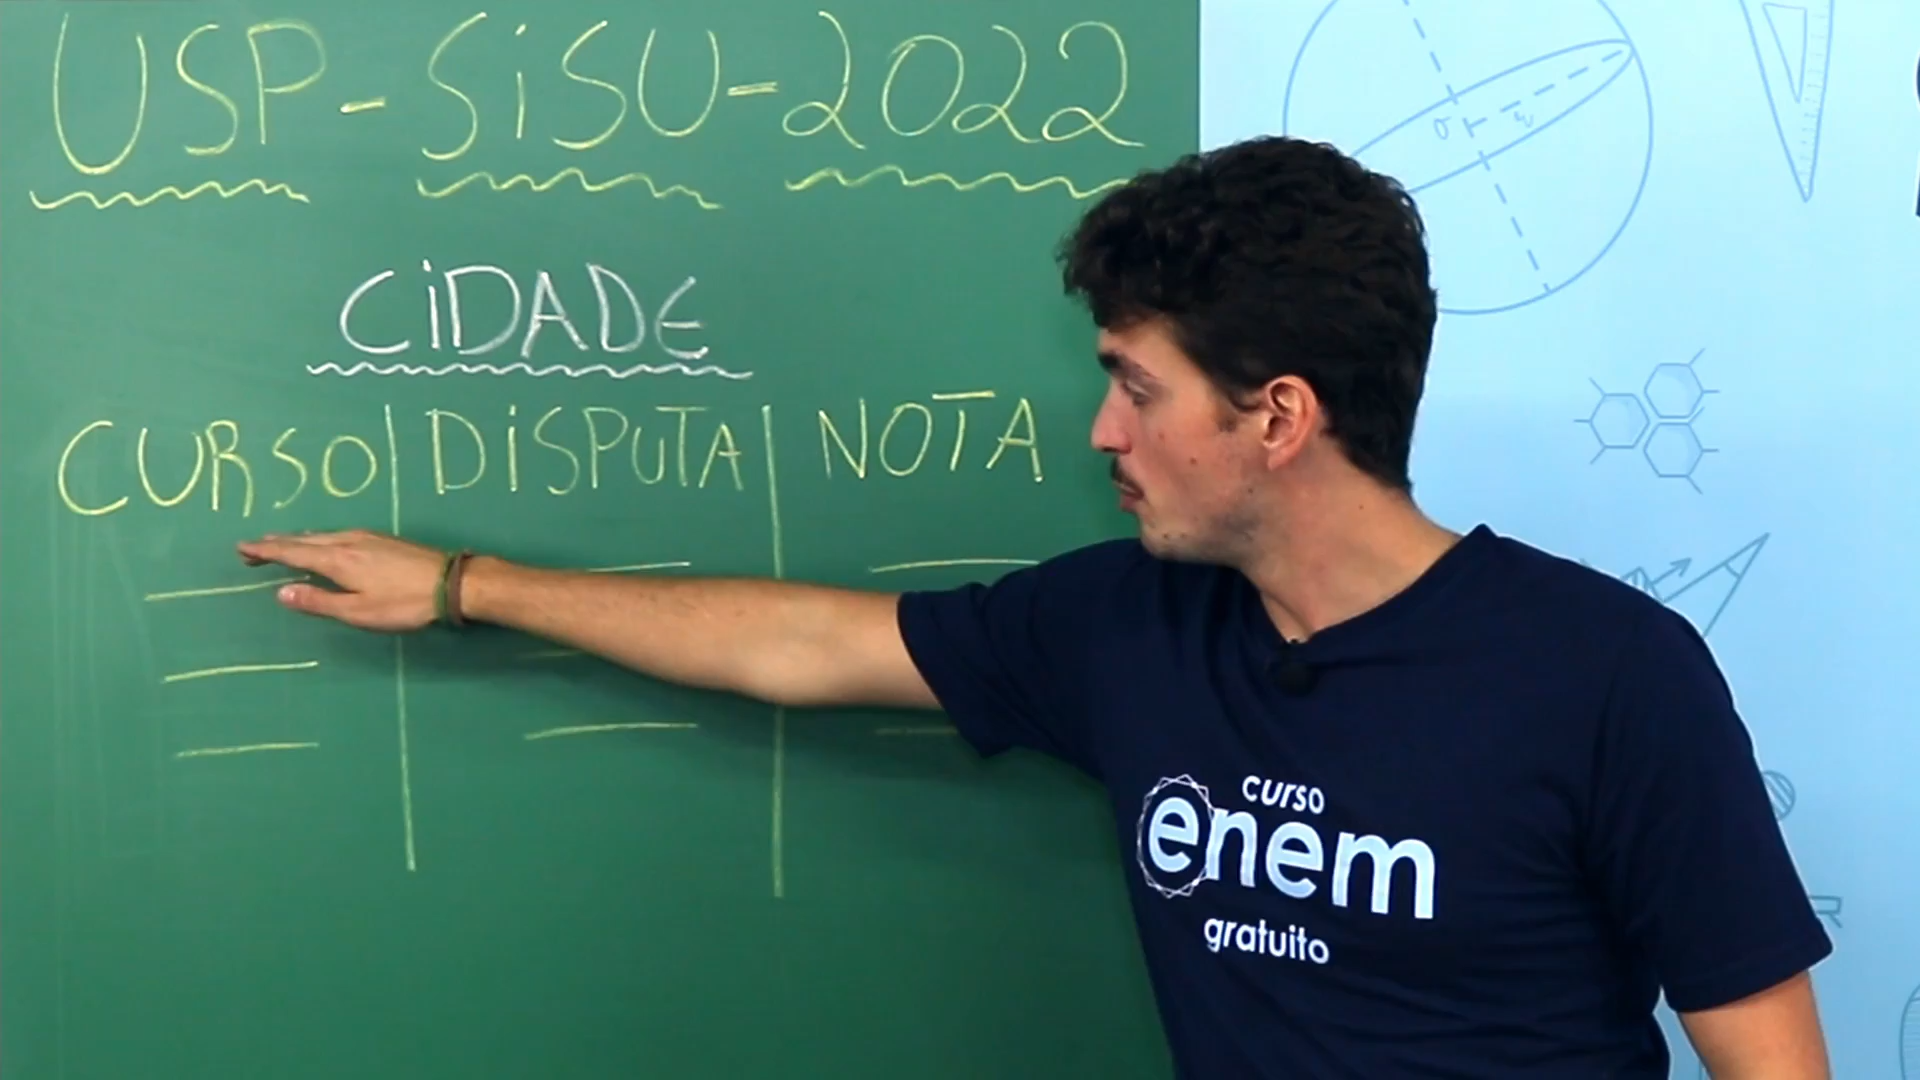 USP-SiSU-2022
CiDADE
CURSO DiSPUTA NOTA
curso
enem
gratuito